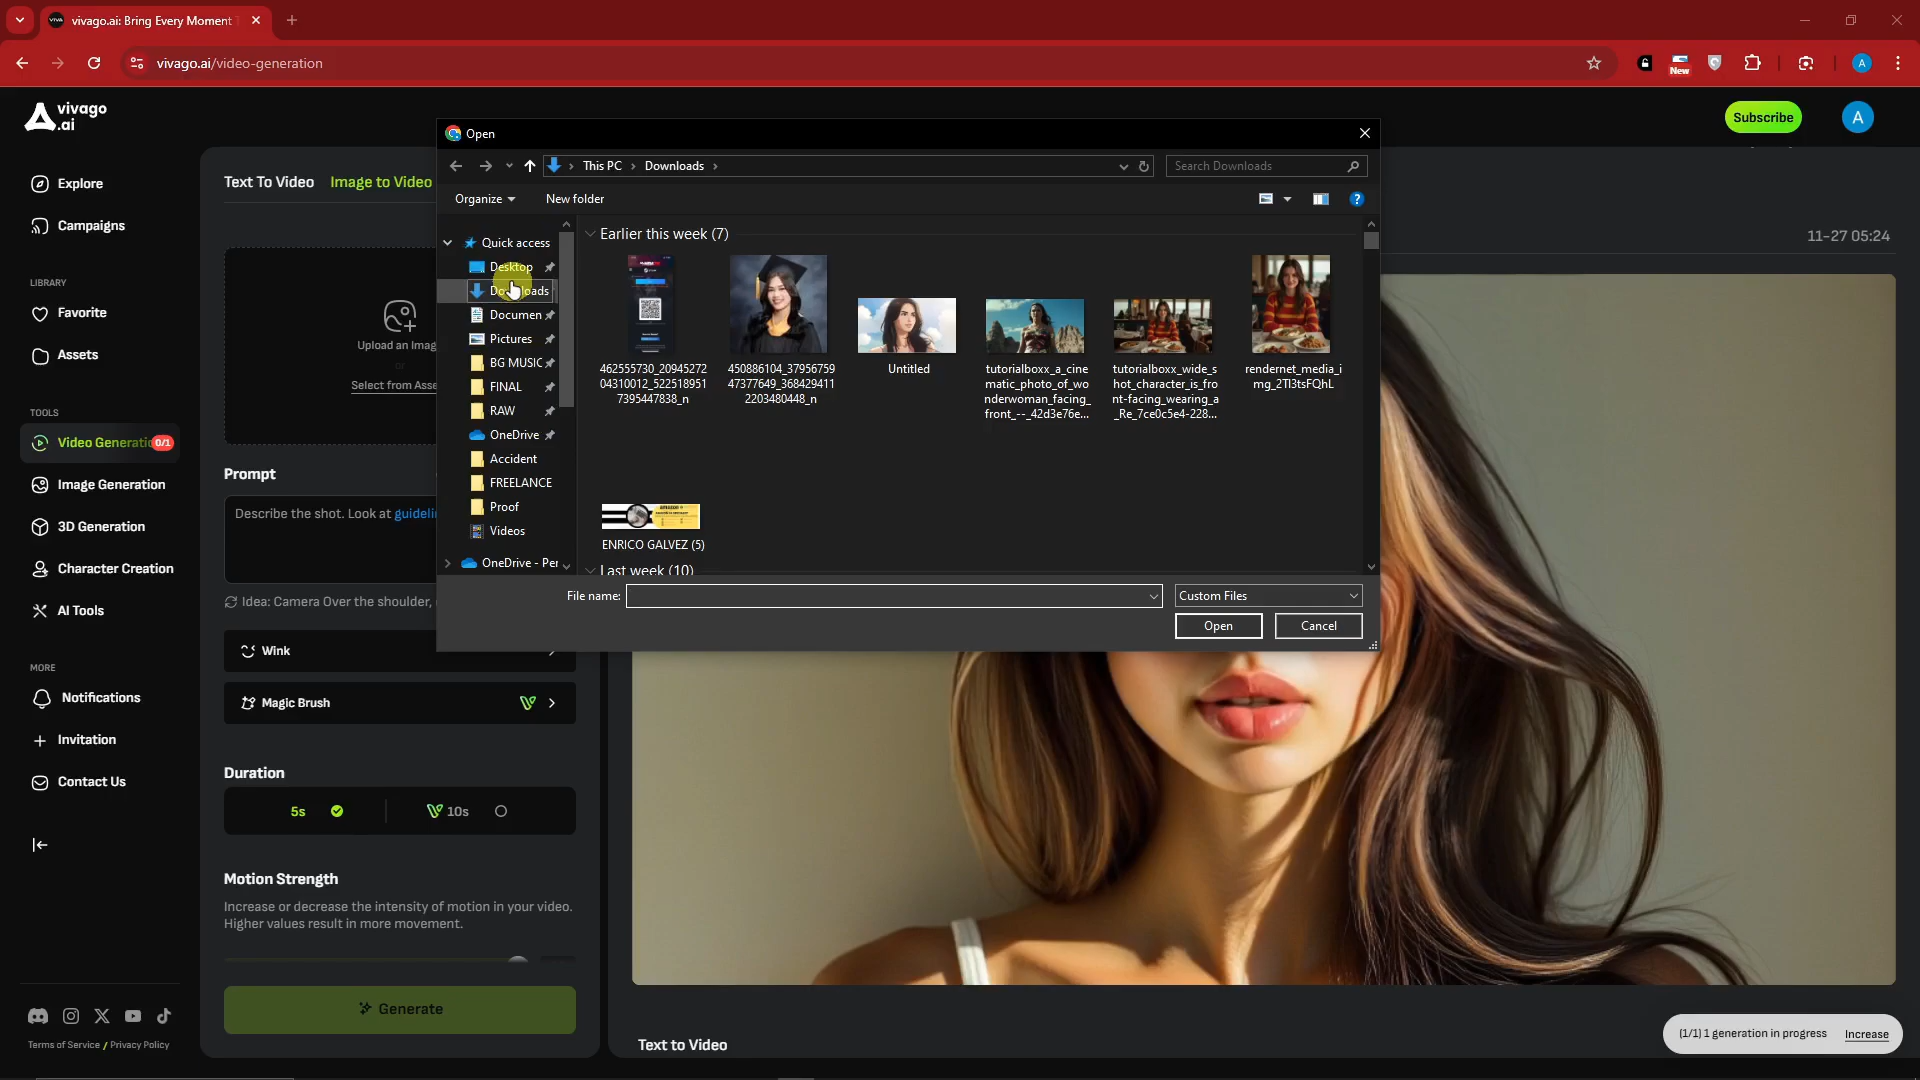 vivago.ai: Bring Every Moment
vivago.ai/video-generation
New
A
vivago
.ai
Subscribe
A
Explore
Campaigns
LIBRARY
Favorite
Assets
TOOLS
Video Generatic
0/1
Image Generation
3D Generation
Character Creation
AI Tools
MORE
Notifications
Invitation
Contact Us
Terms of Service / Privacy Policy
Text To Video
Image to Video
Upload an Imag
or
Select from Asse
Prompt
Describe the shot. Look at guideli
Idea: Camera Over the shoulder,
Wink
Magic Brush
Duration
5s
10s
Motion Strength
Increase or decrease the intensity of motion in your video.
Higher values result in more movement.
Generate
Open
This PC
Downloads
Search Downloads
Organize
New folder
?
Quick access
Desktop
Downloads
Documen
Pictures
BG MUSIC
FINAL
RAW
OneDrive
Accident
FREELANCE
Proof
Videos
OneDrive - Per
Earlier this week (7)
462555730_20945272
04310012_522518951
7395447838_n
450886104_37956759
47377649_368429411
2203480448_n
Untitled
tutorialboxx_a_cine
matic_photo_of_wo
nderwoman_facing_
front_--_42d3e76e...
tutorialboxx_wide_s
hot_character_is_fro
nt-facing_wearing_a
_Re_7ce0c5e4-228...
rendernet_media_i
mg_2Tl3tsFQhL
ENRICO GALVEZ (5)
Last week (10)
File name:
Custom Files
Open
Cancel
11-27 05:24
Text to Video
(1/1) 1 generation in progress
Increase